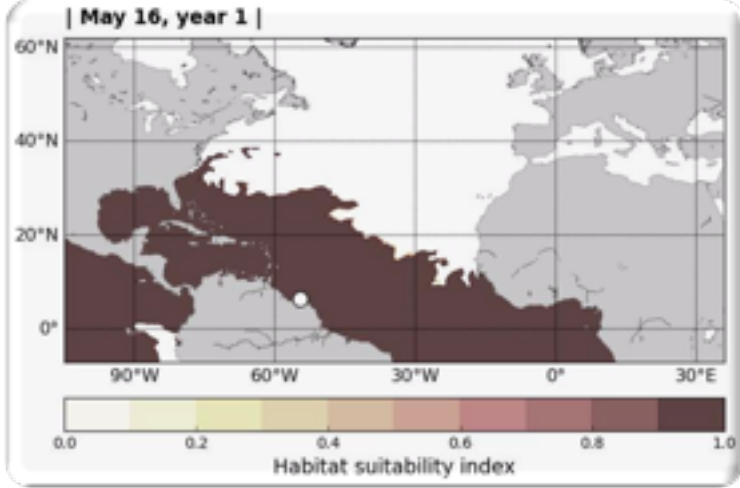 | May 16, year 1 |
60°N
40°N
20°N
0°
90°W 60°W 30°W 0° 30°E
0.0 0.2 0.4 0.6 0.8 1.0
Habitat suitability index